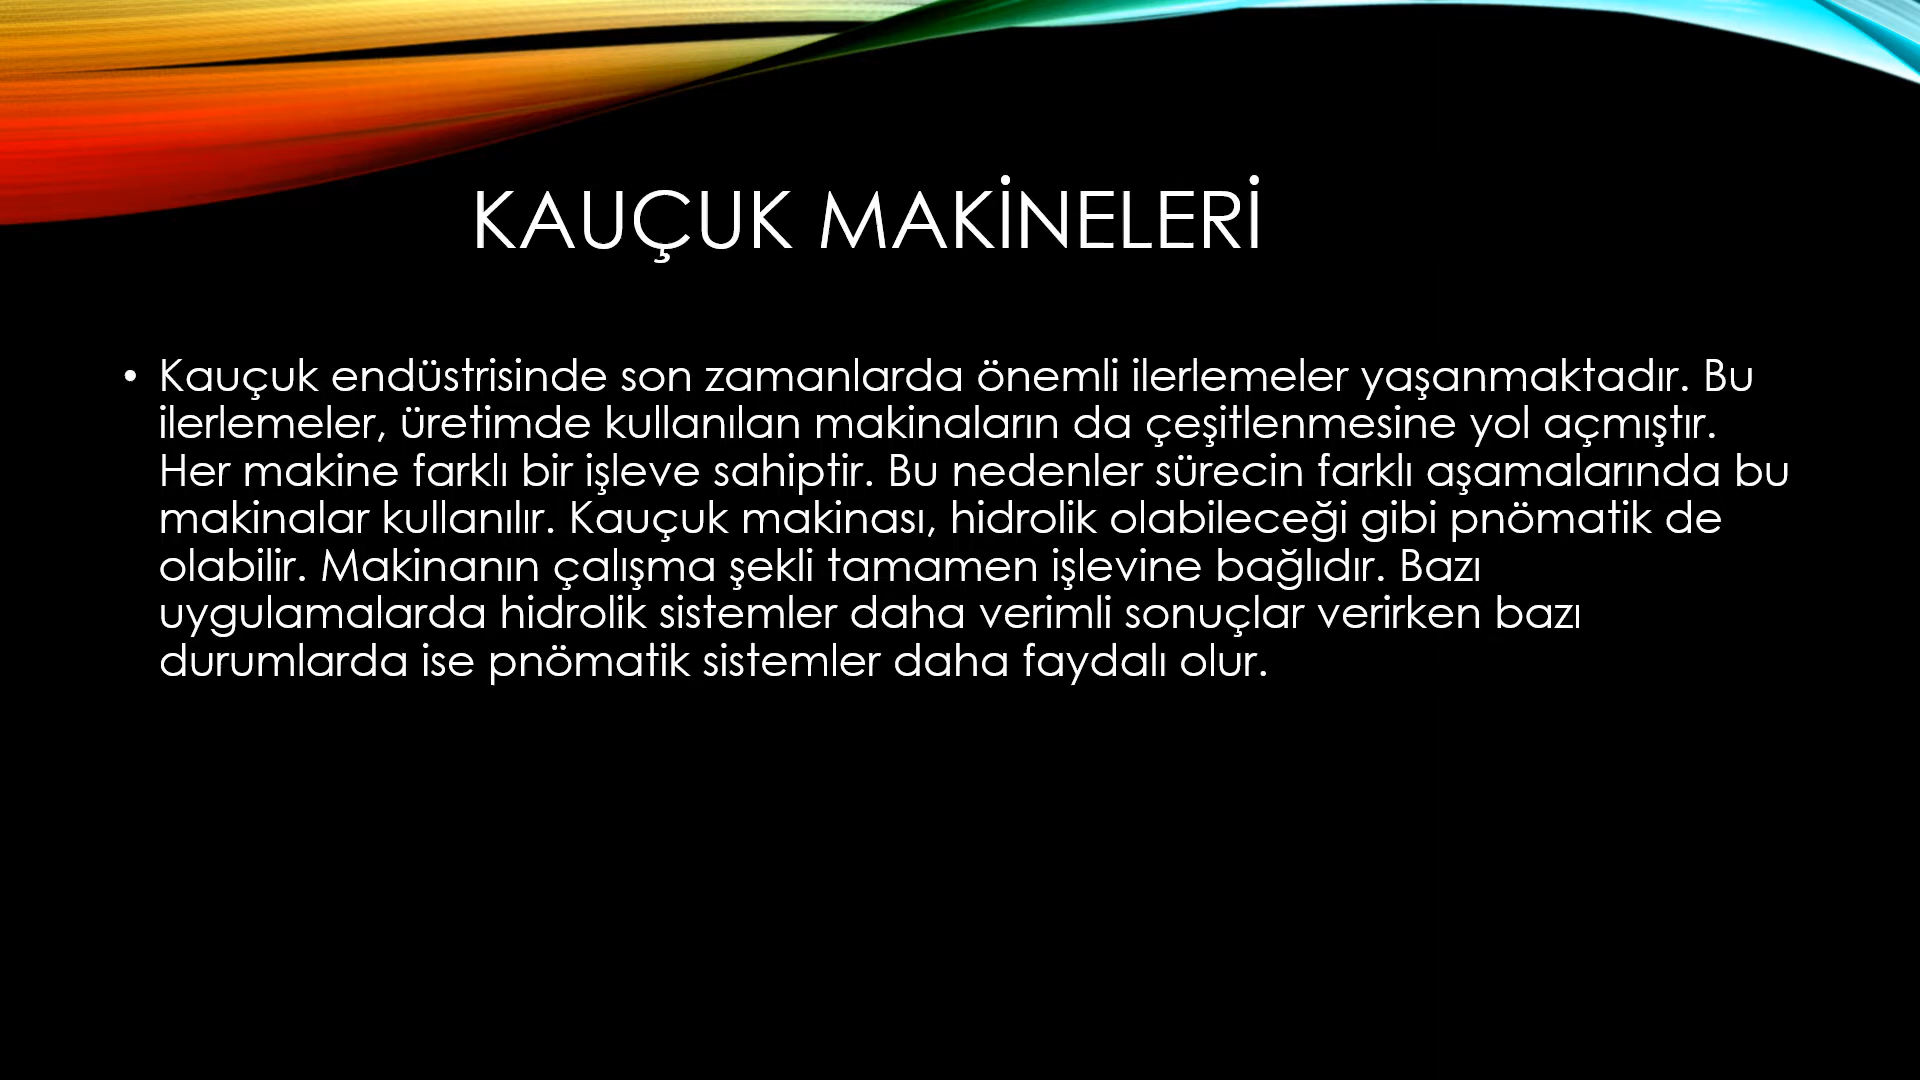 KAUÇUK MAKİNELERİ
• Kauçuk endüstrisinde son zamanlarda önemli ilerlemeler yaşanmaktadır. Bu
ilerlemeler, üretimde kullanılan makinaların da çeşitlenmesine yol açmıştır.
Her makine farklı bir işleve sahiptir. Bu nedenler sürecin farklı aşamalarında bu
makinalar kullanılır. Kauçuk makinası, hidrolik olabileceği gibi pnömatik de
olabilir. Makinanın çalışma şekli tamamen işlevine bağlıdır. Bazı
uygulamalarda hidrolik sistemler daha verimli sonuçlar verirken bazı
durumlarda ise pnömatik sistemler daha faydalı olur.